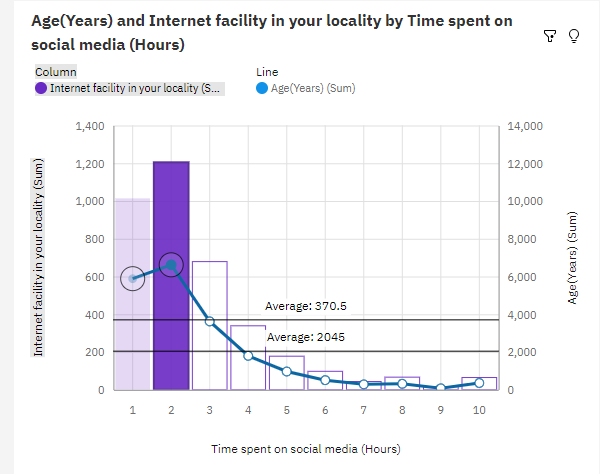 Age(Years) and Internet facility in your locality by Time spent on
social media (Hours)
Column
Line
Internet facility in your locality (S...
Age(Years) (Sum)
1,400
1,200
1,000
800
600
400
200
0
14,000
12,000
10,000
8,000
6,000
4,000
2,000
0
Internet facility in your locality (Sum)
Age(Years) (Sum)
Average: 370.5
Average: 2045
1 2 3 4 5 6 7 8 9 10
Time spent on social media (Hours)